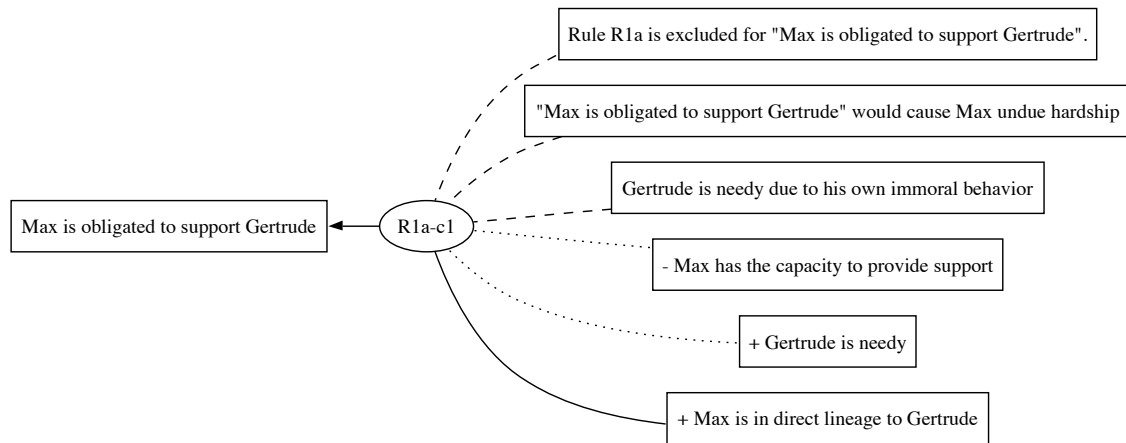 Rule R1a is excluded for "Max is obligated to support Gertrude".
"Max is obligated to support Gertrude" would cause Max undue hardship
Gertrude is needy due to his own immoral behavior
Max is obligated to support Gertrude
R1a-c1
- Max has the capacity to provide support
+ Gertrude is needy
+ Max is in direct lineage to Gertrude